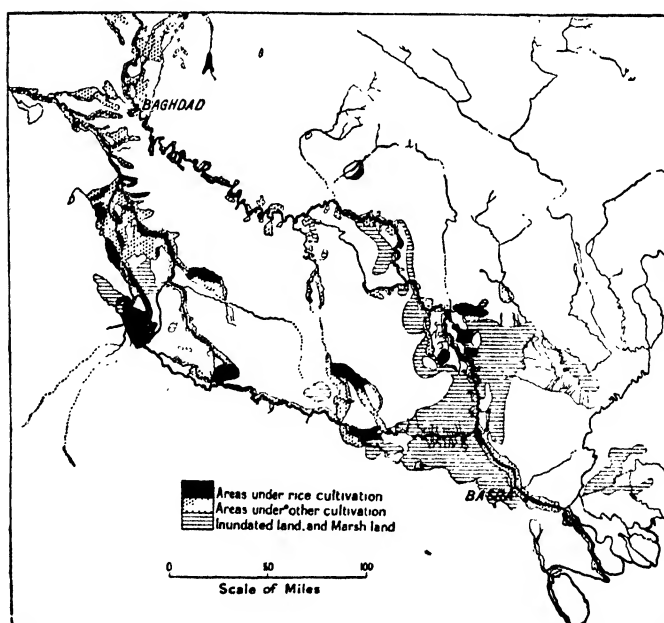 BAGHDAD
BASRA
Areas under rice cultivation
Areas under other cultivation
Inundated land, and Marsh land
0 50 100
Scale of Miles